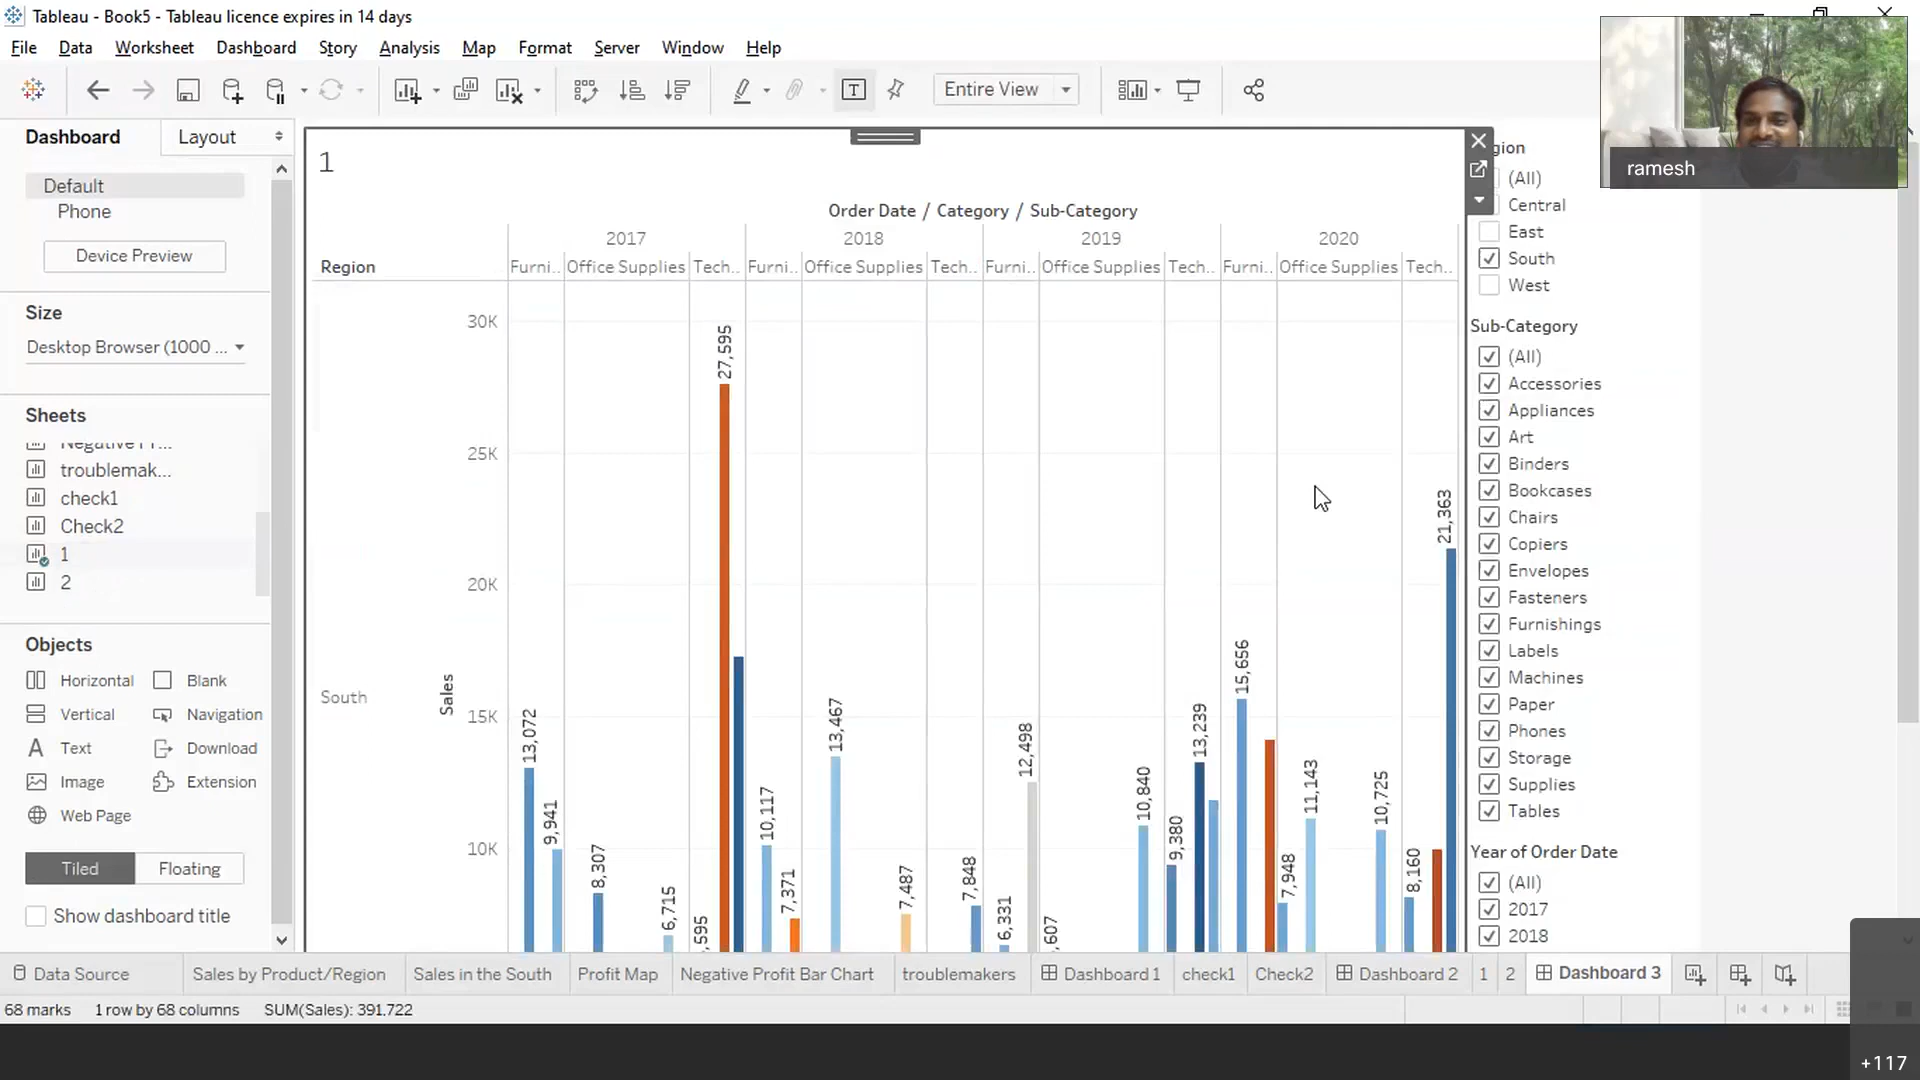 Tableau - Book5 - Tableau licence expires in 14 days
File Data Worksheet Dashboard Story Analysis Map Format Server Window Help
Entire View
ramesh
Dashboard Layout
Default
Phone
Device Preview
Size
Desktop Browser (1000 ...
Sheets
troublemak...
check1
Check2
1
2
Objects
Horizontal Blank
Vertical Navigation
Text Download
Image Extension
Web Page
Tiled Floating
Show dashboard title
1
Order Date / Category / Sub-Category
2017 2018 2019 2020
Region Furni.. Office Supplies Tech.. Furni.. Office Supplies Tech.. Furni.. Office Supplies Tech.. Furni.. Office Supplies Tech..
30K
25K
20K
15K
10K
South
Sales
13,072
9,941
8,307
6,715
,595
27,595
10,117
7,371
13,467
7,487
7,848
6,331
12,498
,607
10,840
9,380
13,239
15,656
7,948
11,143
10,725
8,160
21,363
gion
(All)
Central
East
South
West
Sub-Category
(All)
Accessories
Appliances
Art
Binders
Bookcases
Chairs
Copiers
Envelopes
Fasteners
Furnishings
Labels
Machines
Paper
Phones
Storage
Supplies
Tables
Year of Order Date
(All)
2017
2018
Data Source Sales by Product/Region Sales in the South Profit Map Negative Profit Bar Chart troublemakers Dashboard 1 check1 Check2 Dashboard 2 1 2 Dashboard 3
68 marks 1 row by 68 columns SUM(Sales): 391,722
+117